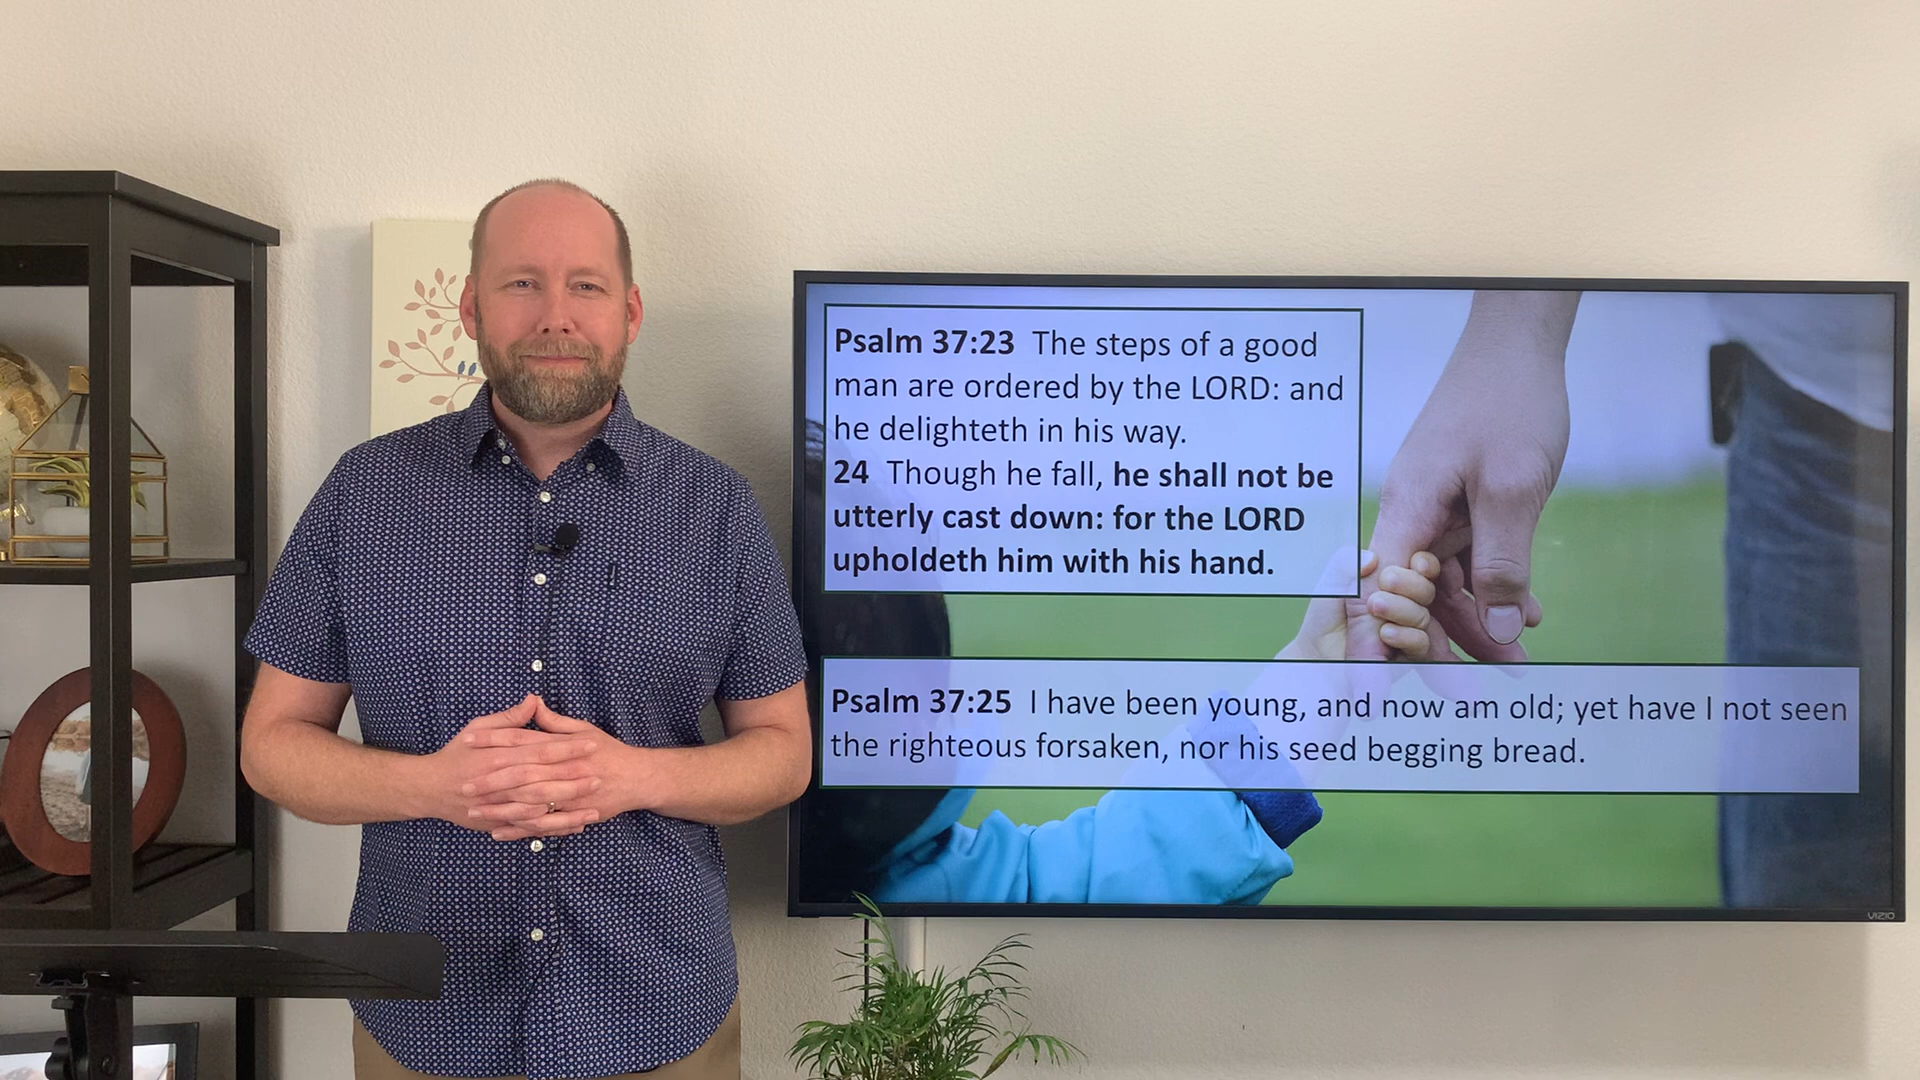 Psalm 37:23 The steps of a good
man are ordered by the LORD: and
he delighteth in his way.
24 Though he fall, he shall not be
utterly cast down: for the LORD
upholdeth him with his hand.
Psalm 37:25 I have been young, and now am old; yet have I not seen
the righteous forsaken, nor his seed begging bread.
VIZIO